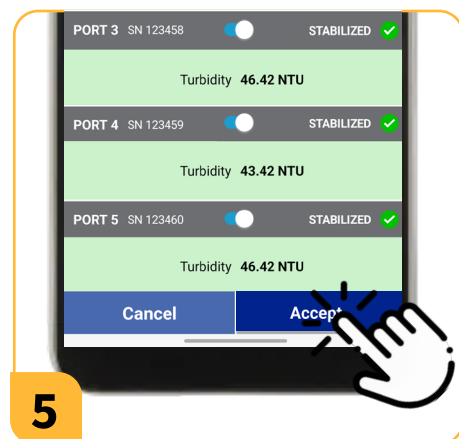 PORT 3 SN 123458 STABILIZED
Turbidity 46.42 NTU
PORT 4 SN 123459 STABILIZED
Turbidity 43.42 NTU
PORT 5 SN 123460 STABILIZED
Turbidity 46.42 NTU
Cancel Accept
5